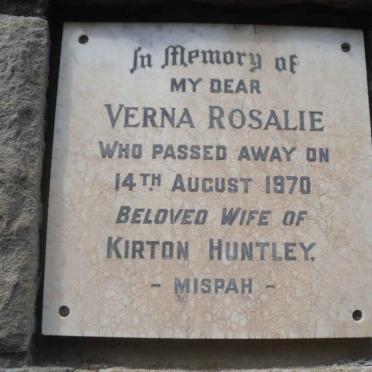 In Memory of
MY DEAR
VERNA ROSALIE
WHO PASSED AWAY ON
14TH AUGUST 1970
BELOVED WIFE OF
KIRTON HUNTLEY.
- MISPAH -